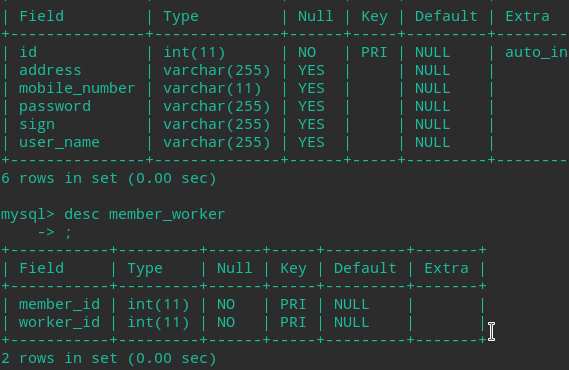 | Field         | Type         | Null | Key | Default | Extra
+---------------+--------------+------+-----+---------+--------
| id            | int(11)      | NO   | PRI | NULL    | auto_in
| address       | varchar(255) | YES  |     | NULL    |
| mobile_number | varchar(11)  | YES  |     | NULL    |
| password      | varchar(255) | YES  |     | NULL    |
| sign          | varchar(255) | YES  |     | NULL    |
| user_name     | varchar(255) | YES  |     | NULL    |
+---------------+--------------+------+-----+---------+--------
6 rows in set (0.00 sec)
mysql> desc member_worker
    -> ;
+-----------+---------+------+-----+---------+-------+
| Field     | Type    | Null | Key | Default | Extra |
+-----------+---------+------+-----+---------+-------+
| member_id | int(11) | NO   | PRI | NULL    |       |
| worker_id | int(11) | NO   | PRI | NULL    |       |
+-----------+---------+------+-----+---------+-------+
2 rows in set (0.00 sec)